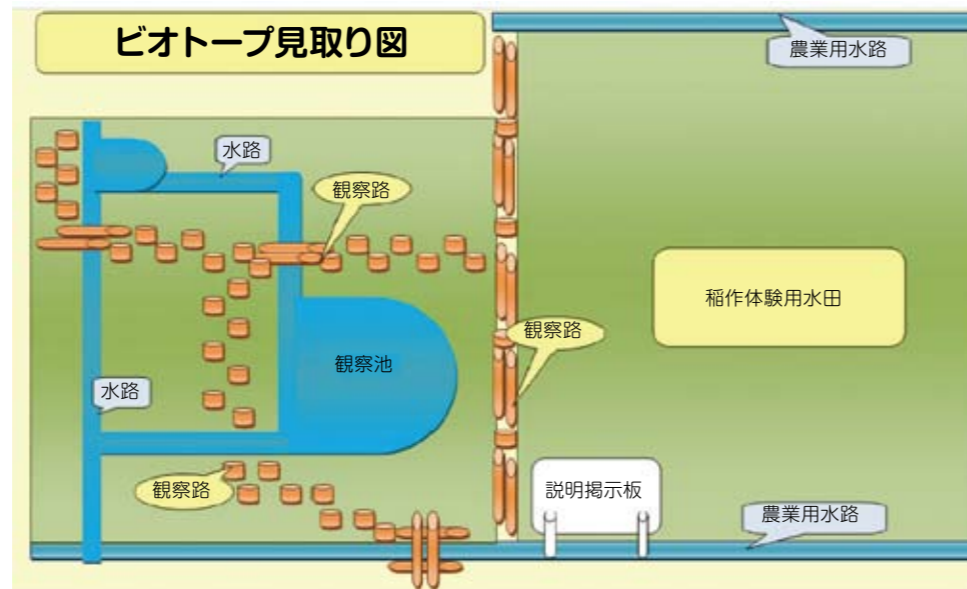 ビオトープ見取り図
農業用水路
水路
観察路
稲作体験用水田
観察路
観察池
水路
観察路
説明掲示板
農業用水路